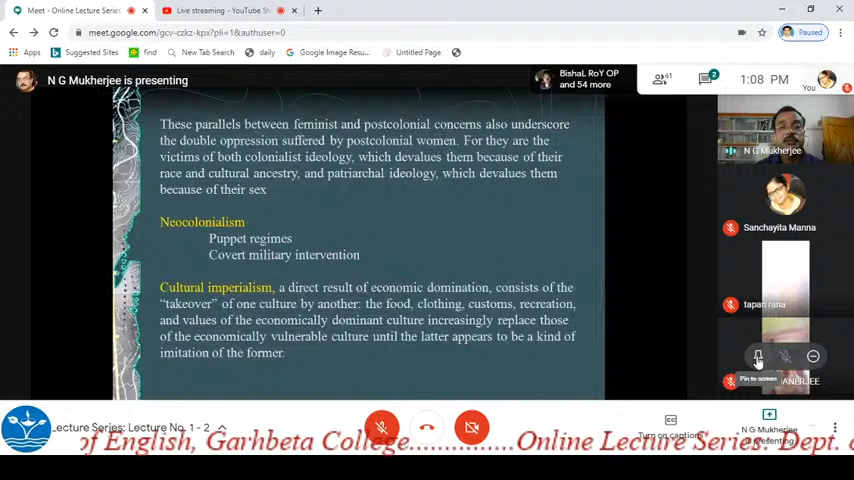 Meet - Online Lecture Series
Live streaming - YouTube St
meet.google.com/gcv-czkz-kpx?pli=1&authuser=0
Paused
Apps
Suggested Sites
find
New Tab Search
daily
Google Image Resu...
Untitled Page
N G Mukherjee is presenting
BishaL RoY OP
and 54 more
61
2
1:08 PM
You
These parallels between feminist and postcolonial concerns also underscore
the double oppression suffered by postcolonial women. For they are the
victims of both colonialist ideology, which devalues them because of their
race and cultural ancestry, and patriarchal ideology, which devalues them
because of their sex
Neocolonialism
Puppet regimes
Covert military intervention
Cultural imperialism, a direct result of economic domination, consists of the
“takeover” of one culture by another: the food, clothing, customs, recreation,
and values of the economically dominant culture increasingly replace those
of the economically vulnerable culture until the latter appears to be a kind of
imitation of the former.
N G Mukherjee
Sanchayita Manna
tapan rana
Pin to screen
ANERJEE
Lecture Series: Lecture No. 1 - 2
Turn on captions
N G Mukherjee
is presenting
of English, Garhbeta College...............Online Lecture Series: Dept. o